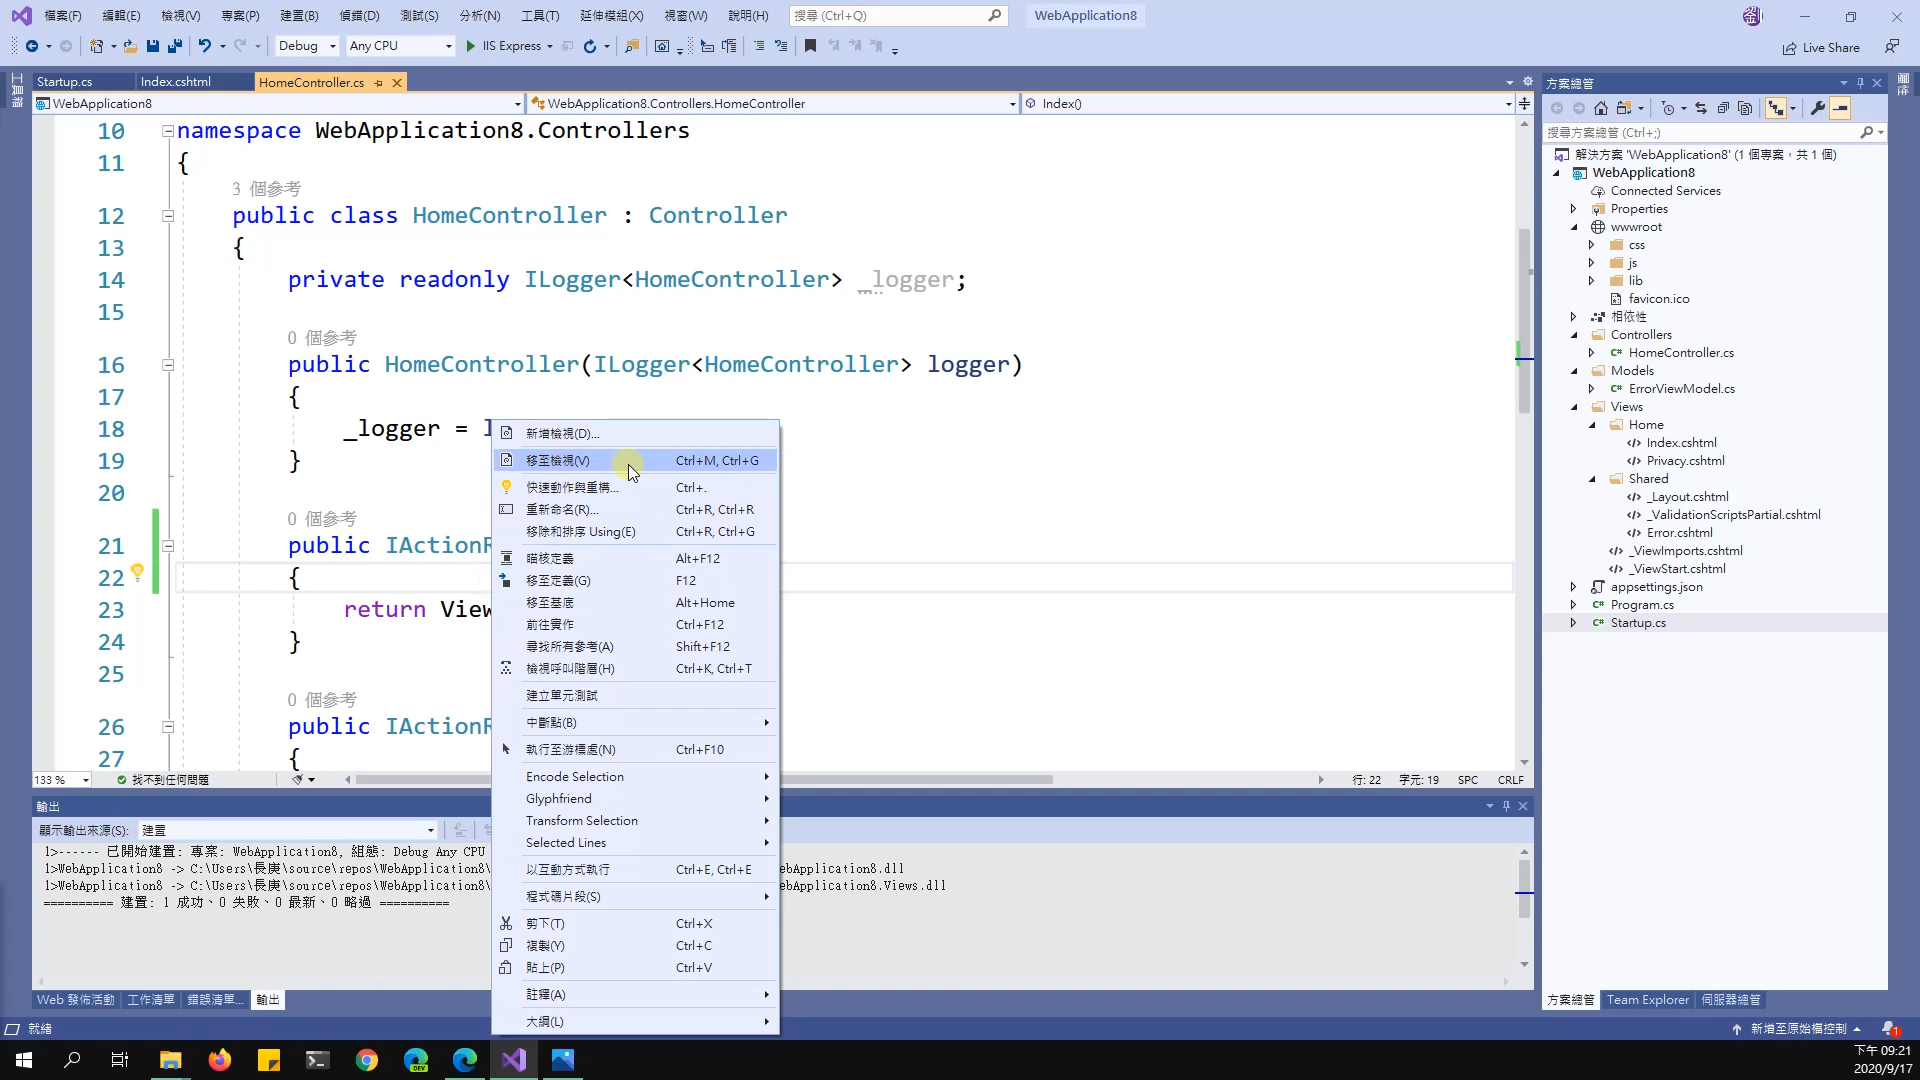 檔案(F) 編輯(E) 檢視(V) 專案(P) 建置(B) 偵錯(D) 測試(S) 分析(N) 工具(T) 延伸模組(X) 視窗(W) 說明(H) 搜尋 (Ctrl+Q) WebApplication8
Debug Any CPU IIS Express Live Share
工具箱
Startup.cs Index.cshtml HomeController.cs
WebApplication8 WebApplication8.Controllers.HomeController Index()
10 namespace WebApplication8.Controllers
11 {
3 個參考
12 public class HomeController : Controller
13 {
14 private readonly ILogger<HomeController> _logger;
15
0 個參考
16 public HomeController(ILogger<HomeController> logger)
17 {
18 _logger = l
19 }
20
0 個參考
21 public IActionR
22 {
23 return View
24 }
25
0 個參考
26 public IActionR
27 {
133 % 找不到任何問題 行: 22 字元: 19 SPC CRLF
新增檢視(D)...
移至檢視(V) Ctrl+M, Ctrl+G
快速動作與重構... Ctrl+.
重新命名(R)... Ctrl+R, Ctrl+R
移除和排序 Using(E) Ctrl+R, Ctrl+G
瞄核定義 Alt+F12
移至定義(G) F12
移至基底 Alt+Home
前往實作 Ctrl+F12
尋找所有參考(A) Shift+F12
檢視呼叫階層(H) Ctrl+K, Ctrl+T
建立單元測試
中斷點(B)
執行至游標處(N) Ctrl+F10
Encode Selection
Glyphfriend
Transform Selection
Selected Lines
以互動方式執行 Ctrl+E, Ctrl+E
程式碼片段(S)
剪下(T) Ctrl+X
複製(Y) Ctrl+C
貼上(P) Ctrl+V
註釋(A)
大綱(L)
輸出
顯示輸出來源(S): 建置
1>------ 已開始建置: 專案: WebApplication8, 組態: Debug Any CPU
1>WebApplication8 -> C:\Users\長庚\source\repos\WebApplication8\ ebApplication8.dll
1>WebApplication8 -> C:\Users\長庚\source\repos\WebApplication8\ ebApplication8.Views.dll
========== 建置: 1 成功、0 失敗、0 最新、0 略過 ==========
Web 發佈活動 工作清單 錯誤清單... 輸出
方案總管
搜尋方案總管 (Ctrl+;)
解決方案 'WebApplication8' (1 個專案，共 1 個)
WebApplication8
Connected Services
Properties
wwwroot
css
js
lib
favicon.ico
相依性
Controllers
HomeController.cs
Models
ErrorViewModel.cs
Views
Home
Index.cshtml
Privacy.cshtml
Shared
_Layout.cshtml
_ValidationScriptsPartial.cshtml
Error.cshtml
_ViewImports.cshtml
_ViewStart.cshtml
appsettings.json
Program.cs
Startup.cs
方案總管 Team Explorer 伺服器總管
就緒 新增至原始檔控制 1
DEV
下午 09:21
2020/9/17